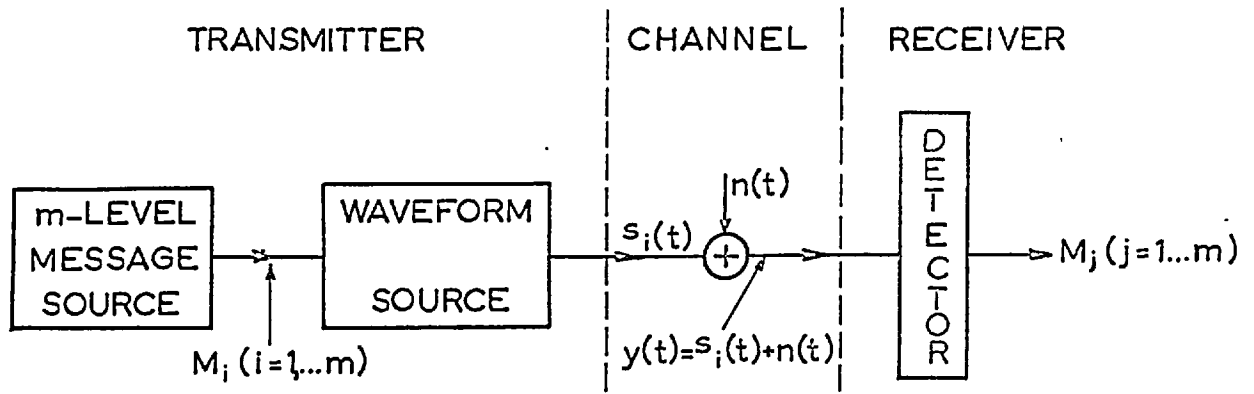 TRANSMITTER
CHANNEL
RECEIVER
m-LEVEL
MESSAGE
SOURCE
M_i (i=1,...m)
WAVEFORM
SOURCE
s_i(t)
n(t)
+
y(t)=s_i(t)+n(t)
DETECTOR
M_j (j=1...m)